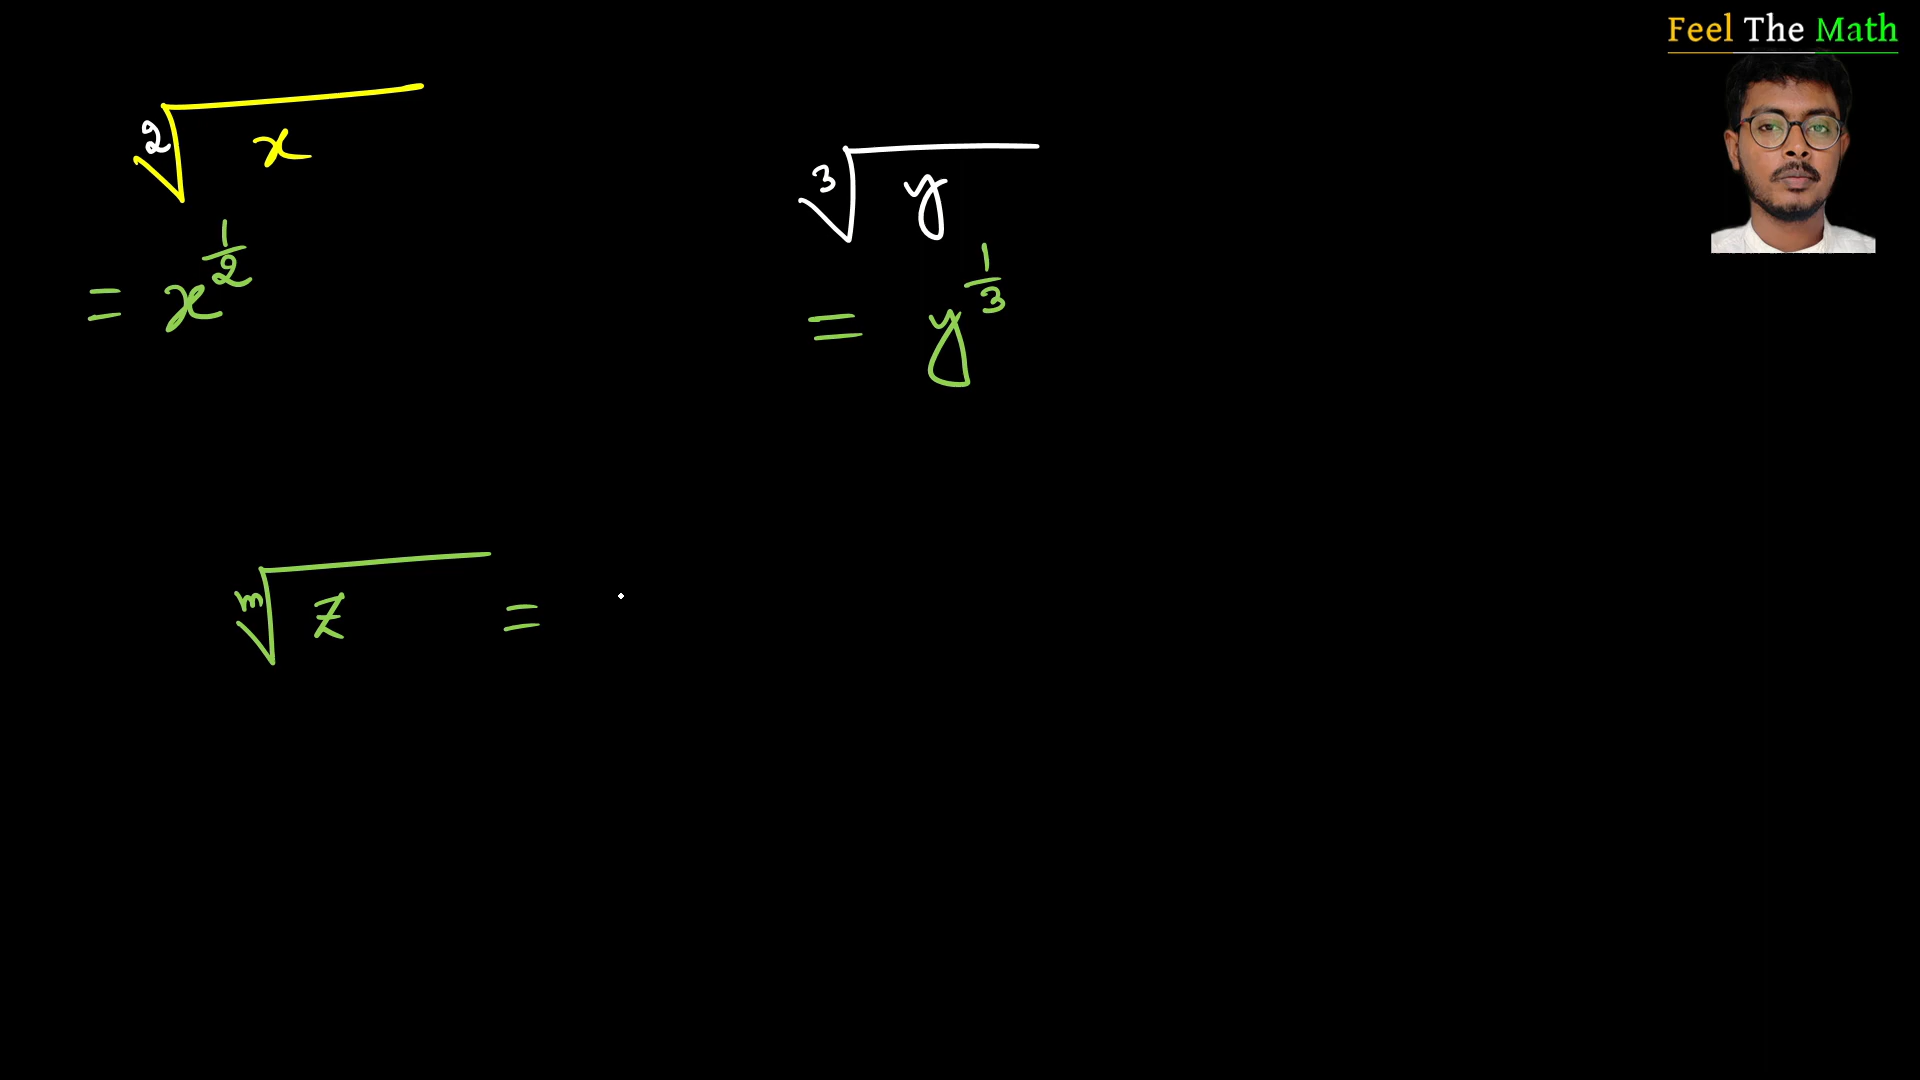 Feel The Math
²√x
= x^(1/2)
³√y
= y^(1/3)
ᵐ√z =